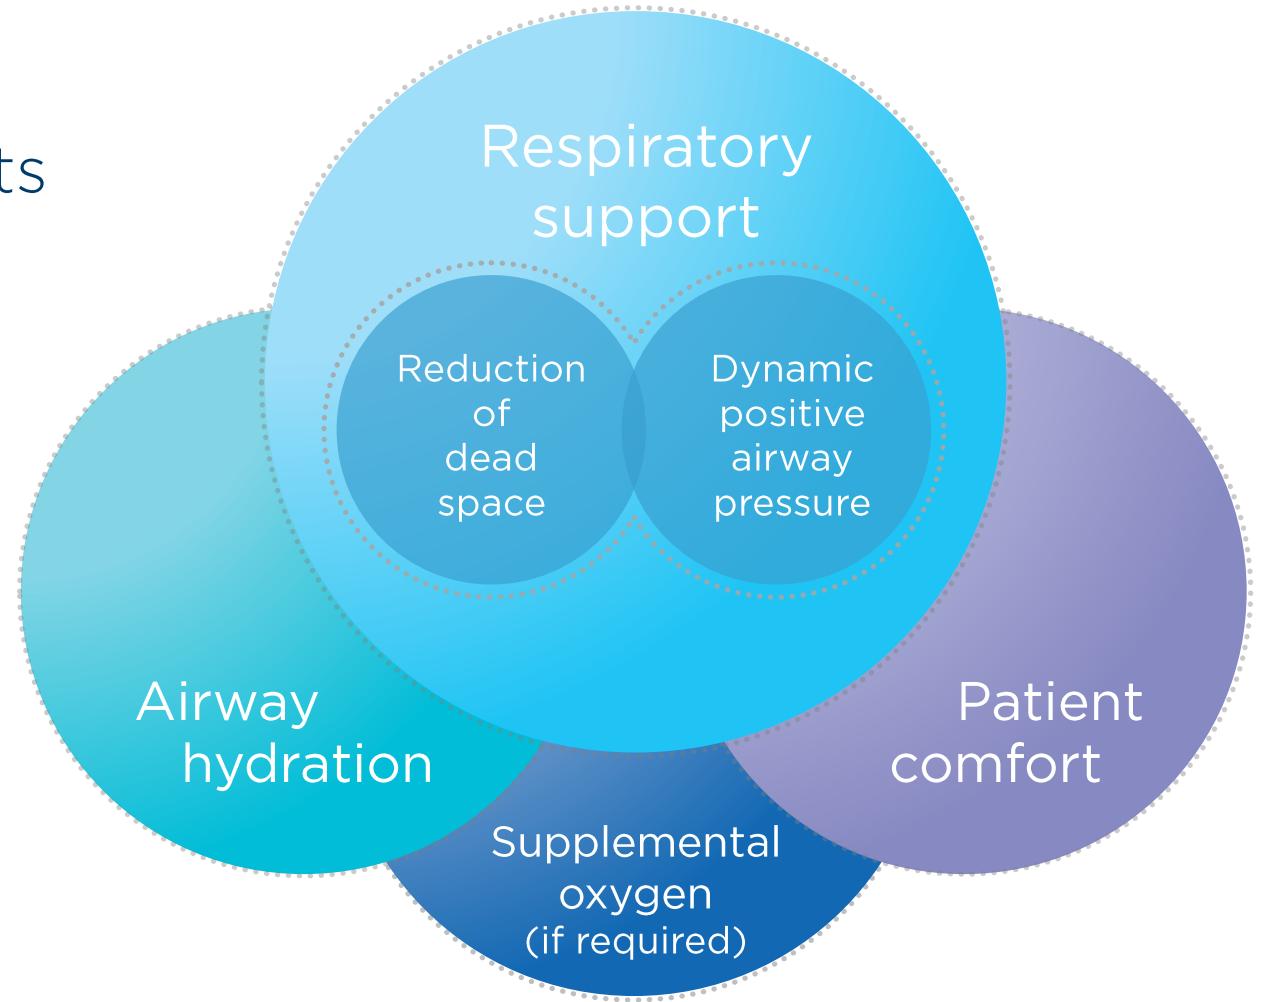 ts
Respiratory
support
Reduction
of
dead
space
Dynamic
positive
airway
pressure
Airway
hydration
Patient
comfort
Supplemental
oxygen
(if required)